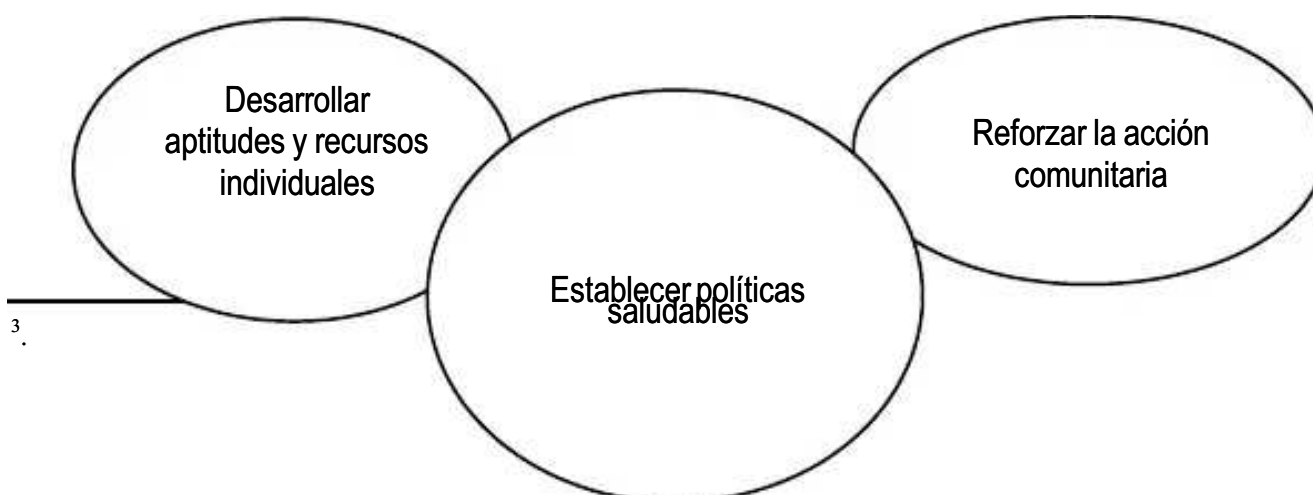 Desarrollar
aptitudes y recursos
individuales
Reforzar la acción
comunitaria
Establecer políticas
saludables
3
.